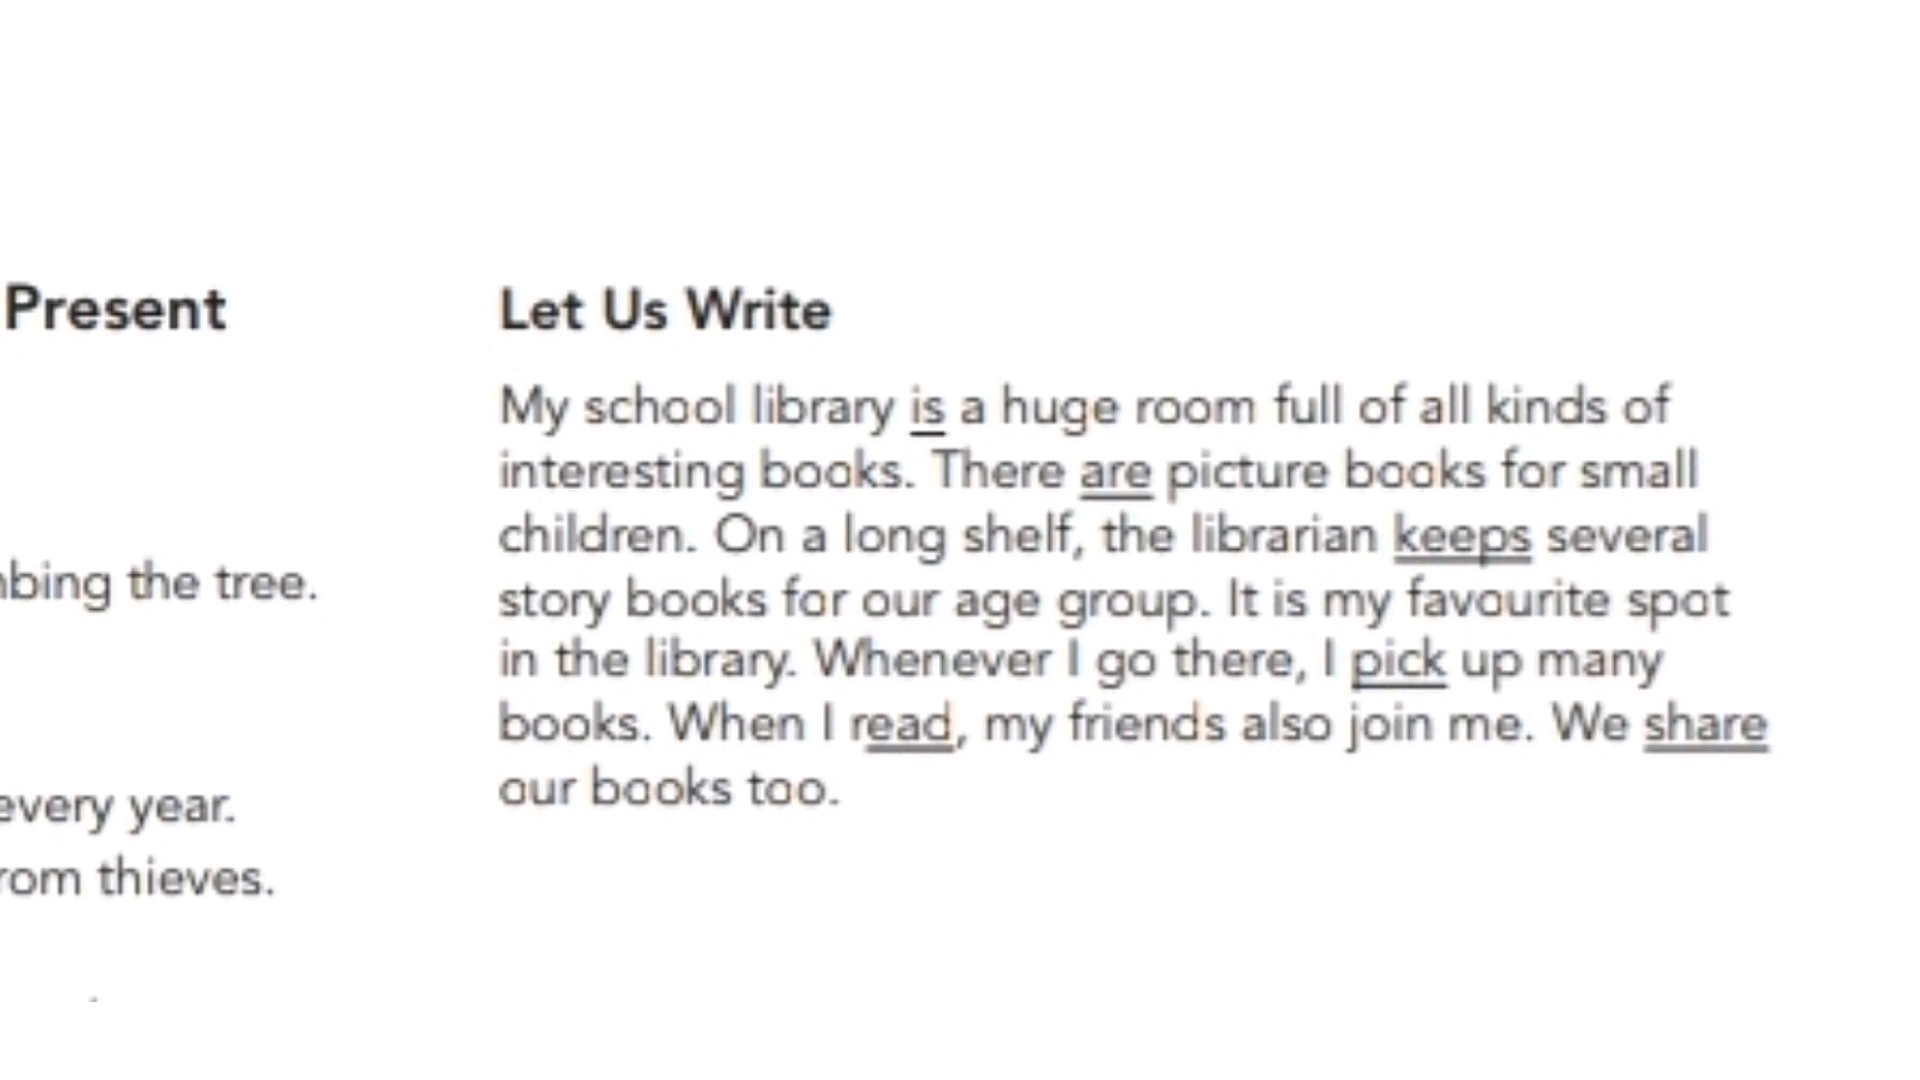 Present
mbing the tree.
every year.
rom thieves.
Let Us Write
My school library is a huge room full of all kinds of
interesting books. There are picture books for small
children. On a long shelf, the librarian keeps several
story books for our age group. It is my favourite spot
in the library. Whenever I go there, I pick up many
books. When I read, my friends also join me. We share
our books too.